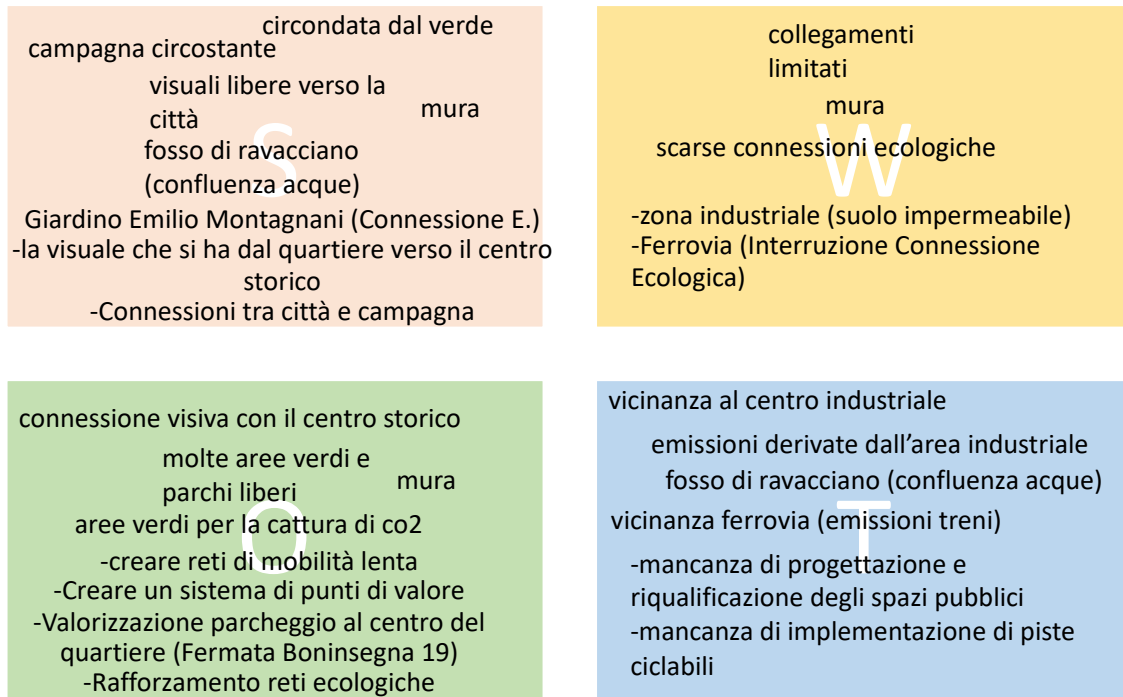 circondata dal verde
campagna circostante
visuali libere verso la
città
mura
S
fosso di ravacciano
(confluenza acque)
Giardino Emilio Montagnani (Connessione E.)
-la visuale che si ha dal quartiere verso il centro
storico
-Connessioni tra città e campagna
collegamenti
limitati
mura
W
scarse connessioni ecologiche
-zona industriale (suolo impermeabile)
-Ferrovia (Interruzione Connessione
Ecologica)
connessione visiva con il centro storico
molte aree verdi e
parchi liberi
mura
O
aree verdi per la cattura di co2
-creare reti di mobilità lenta
-Creare un sistema di punti di valore
-Valorizzazione parcheggio al centro del
quartiere (Fermata Boninsegna 19)
-Rafforzamento reti ecologiche
vicinanza al centro industriale
emissioni derivate dall’area industriale
fosso di ravacciano (confluenza acque)
T
vicinanza ferrovia (emissioni treni)
-mancanza di progettazione e
riqualificazione degli spazi pubblici
-mancanza di implementazione di piste
ciclabili